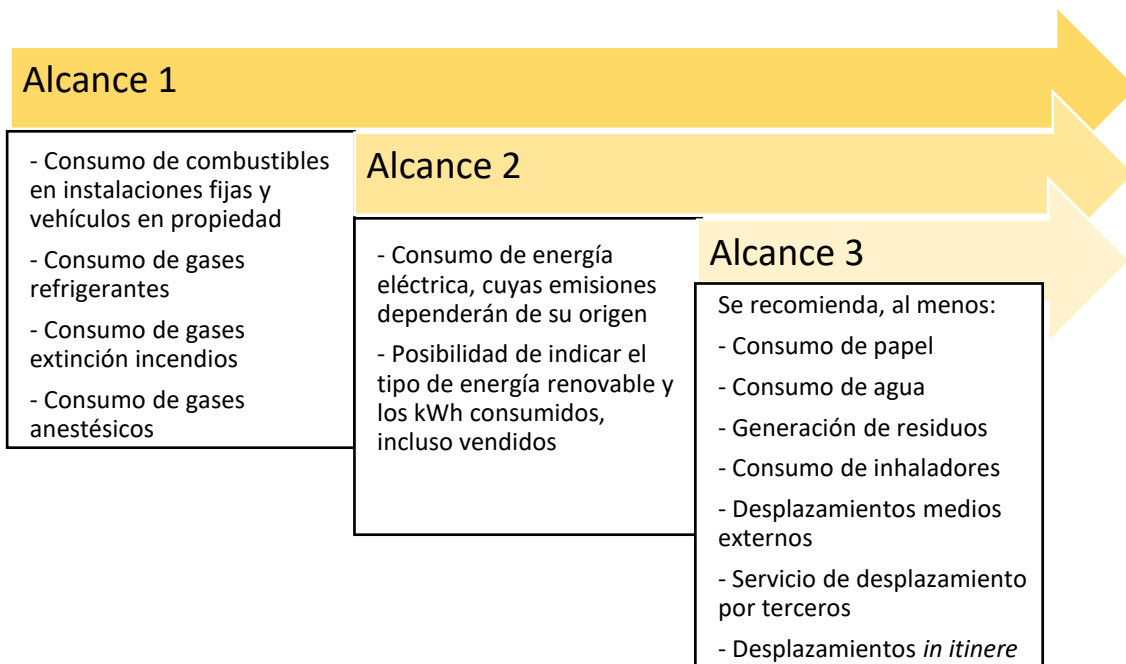 Alcance 1
- Consumo de combustibles
en instalaciones fijas y
vehículos en propiedad
- Consumo de gases
refrigerantes
- Consumo de gases
extinción incendios
- Consumo de gases
anestésicos
Alcance 2
- Consumo de energía
eléctrica, cuyas emisiones
dependerán de su origen
- Posibilidad de indicar el
tipo de energía renovable y
los kWh consumidos,
incluso vendidos
Alcance 3
Se recomienda, al menos:
- Consumo de papel
- Consumo de agua
- Generación de residuos
- Consumo de inhaladores
- Desplazamientos medios
externos
- Servicio de desplazamiento
por terceros
- Desplazamientos in itinere